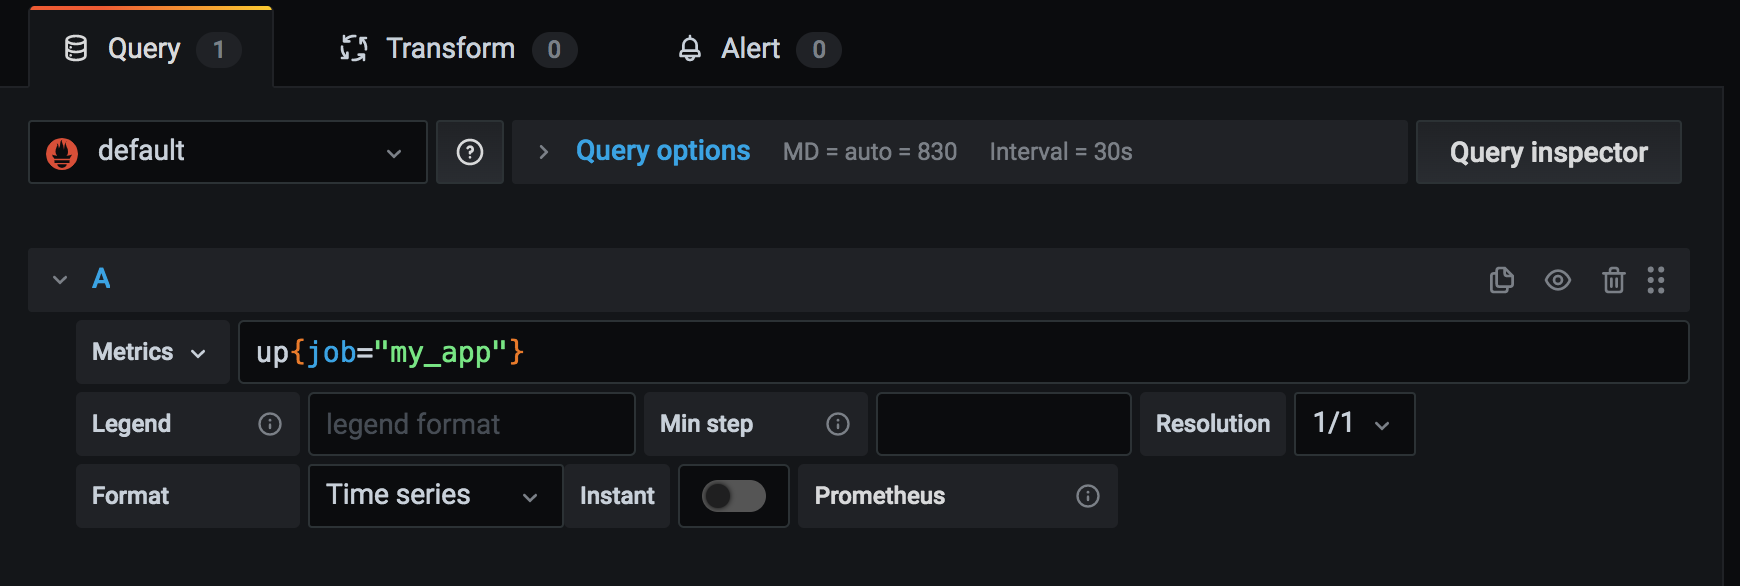 Query 1 Transform 0 Alert 0
default Query options MD = auto = 830 Interval = 30s Query inspector
A
Metrics up{job="my_app"}
Legend legend format Min step Resolution 1/1
Format Time series Instant Prometheus